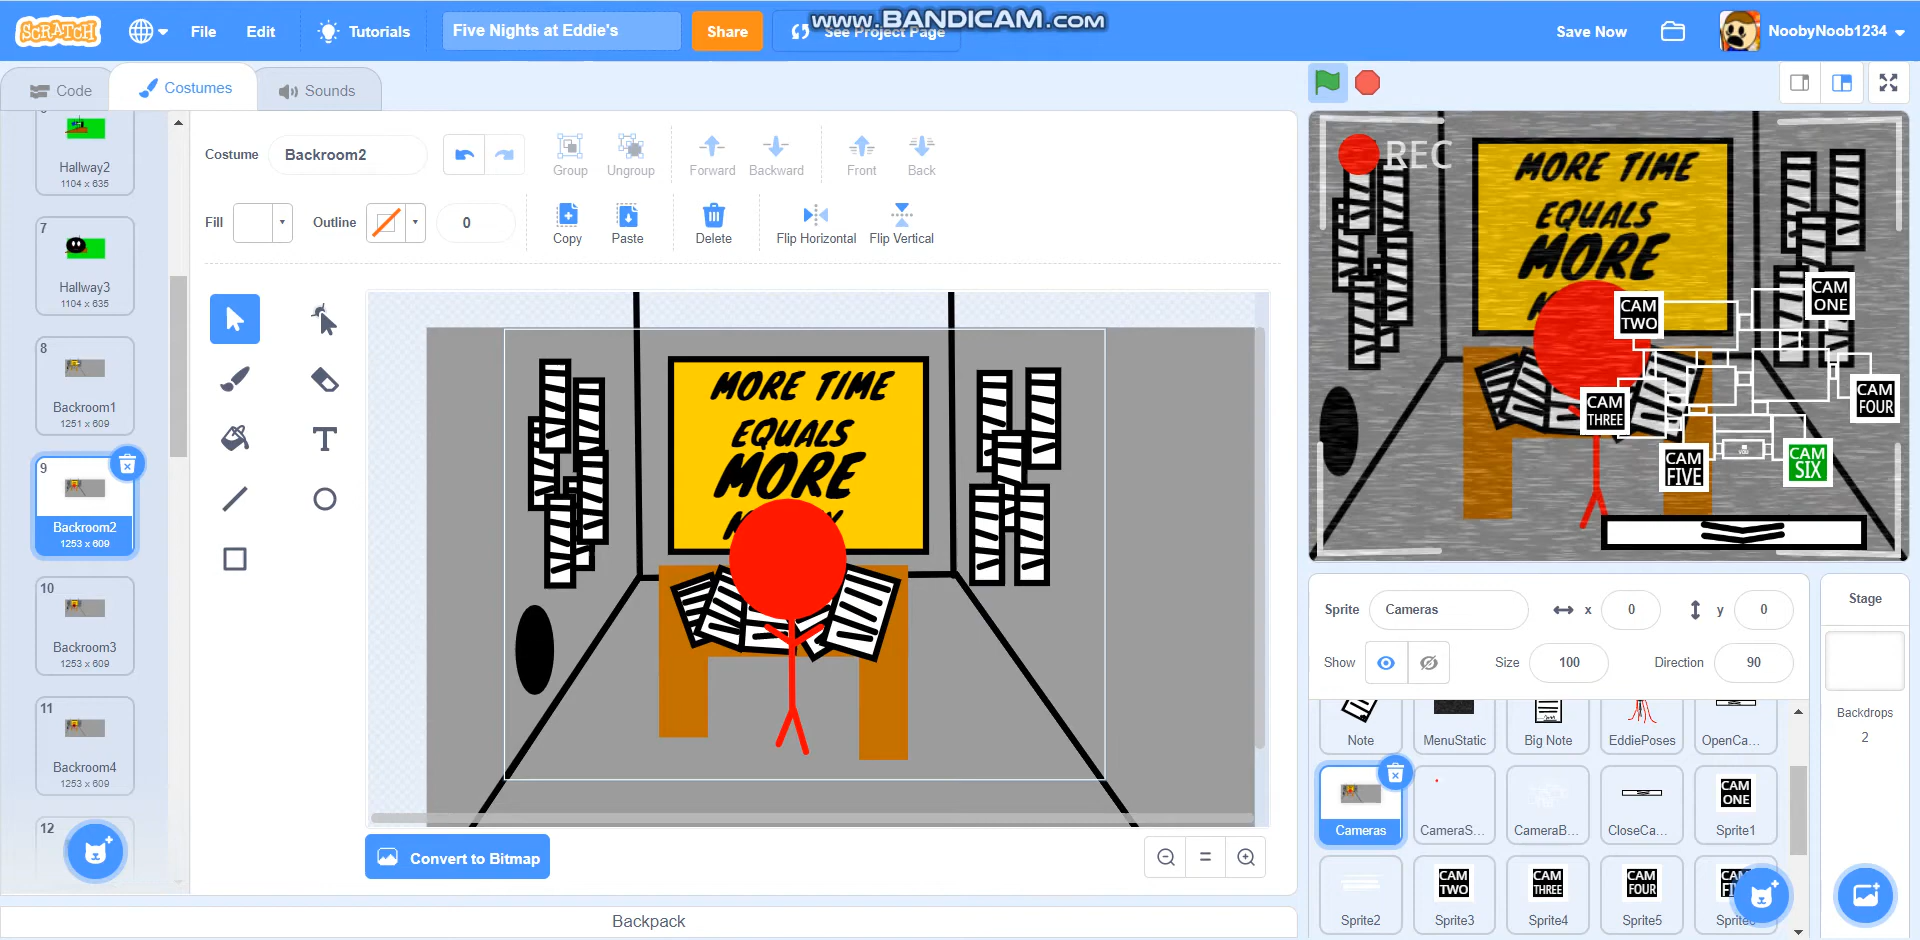 SCRATCH
File
Edit
Tutorials
Five Nights at Eddie's
Share
See Project Page
www.BANDICAM.com
Save Now
NoobyNoob1234
Code
Costumes
Sounds
Hallway2
1104 x 635
7
Hallway3
1104 x 635
8
Backroom1
1251 x 609
9
Backroom2
1253 x 609
10
Backroom3
1253 x 609
11
Backroom4
1253 x 609
12
Costume
Backroom2
Group
Ungroup
Forward
Backward
Front
Back
Fill
Outline
0
Copy
Paste
Delete
Flip Horizontal
Flip Vertical
MORE TIME
EQUALS
MORE
Convert to Bitmap
Backpack
REC
MORE TIME
EQUALS
MORE
CAM
ONE
CAM
TWO
CAM
THREE
CAM
FOUR
CAM
FIVE
CAM
SIX
Sprite
Cameras
x
0
y
0
Show
Size
100
Direction
90
Stage
Backdrops
2
Note
MenuStatic
Big Note
EddiePoses
OpenCa...
Cameras
CameraS...
CameraB...
CloseCa...
CAM
ONE
Sprite1
Sprite2
CAM
TWO
Sprite3
CAM
THREE
Sprite4
CAM
FOUR
Sprite5